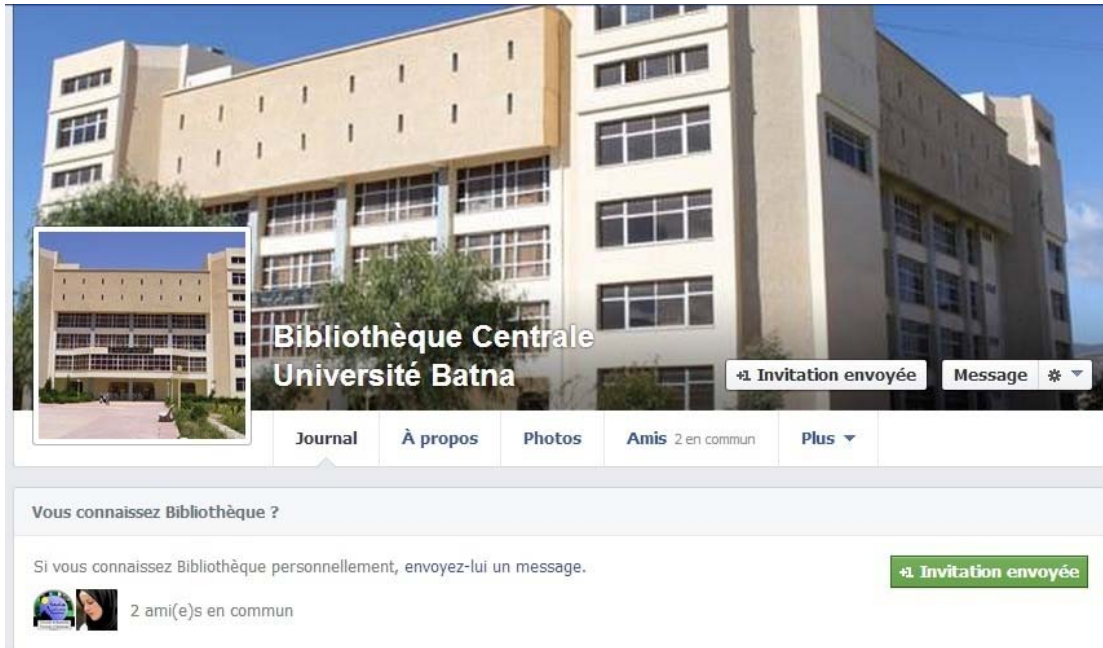 Bibliothèque Centrale
Université Batna
+1 Invitation envoyée
Message
Journal
À propos
Photos
Amis 2 en commun
Plus
Vous connaissez Bibliothèque ?
Si vous connaissez Bibliothèque personnellement, envoyez-lui un message.
+1 Invitation envoyée
2 ami(e)s en commun